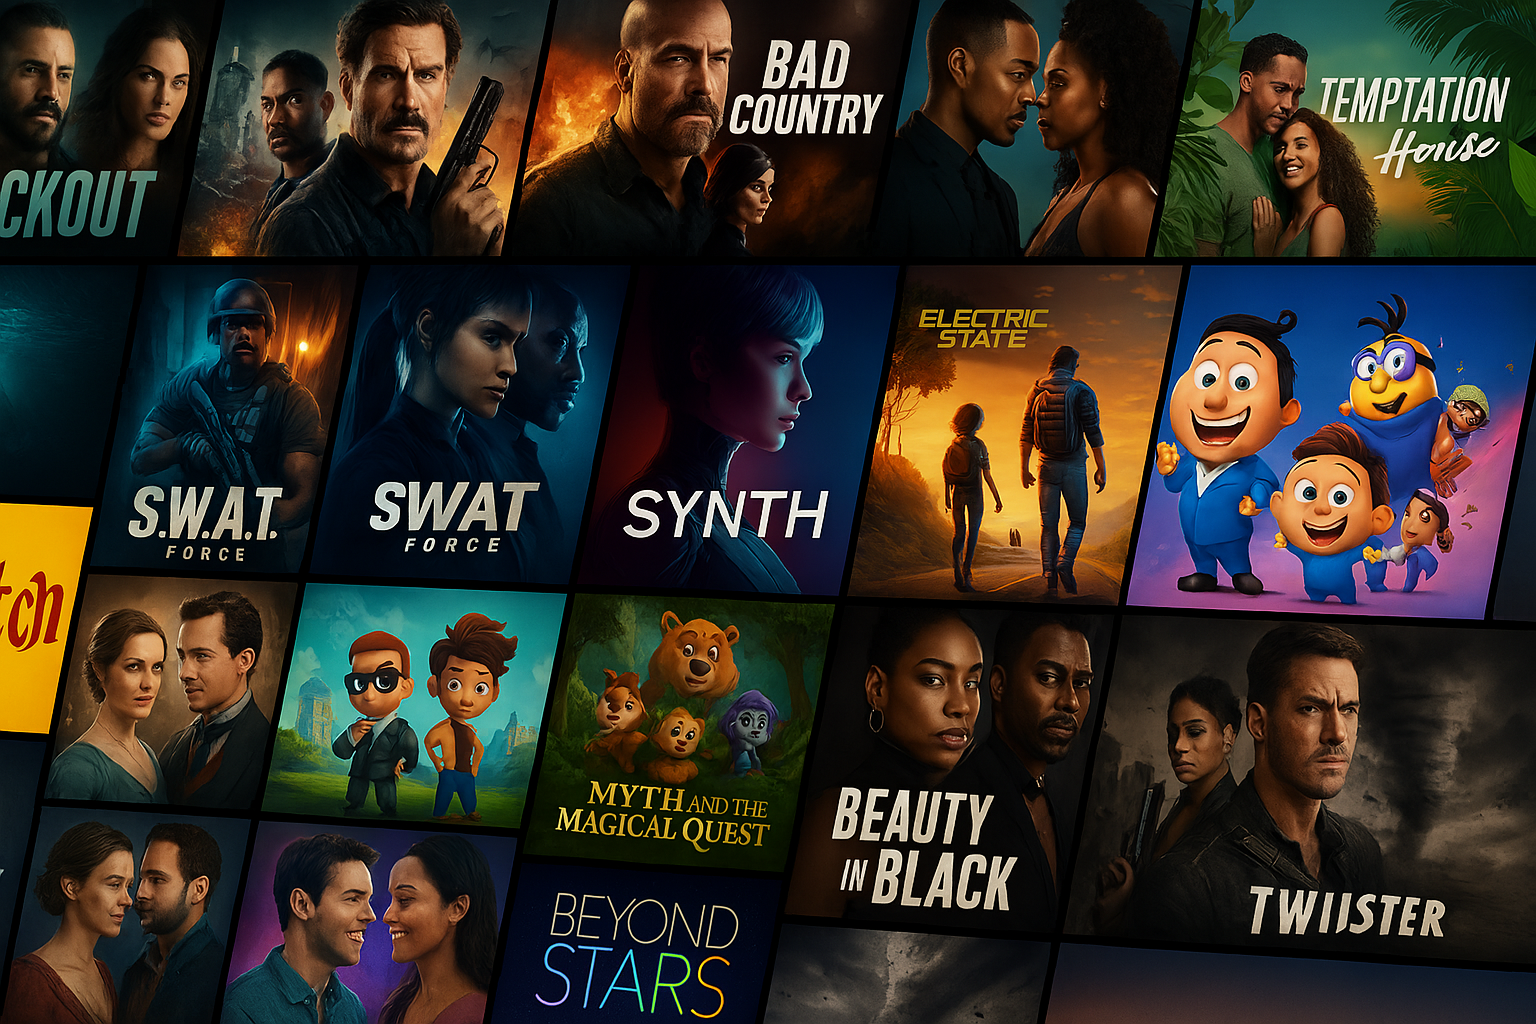 CKOUT
BAD
COUNTRY
TEMPTATION
House
S.W.A.T.
FORCE
SWAT
FORCE
SYNTH
ELECTRIC
STATE
tch
MYTH AND THE
MAGICAL QUEST
BEAUTY
IN BLACK
TWIISTER
BEYOND
STARS